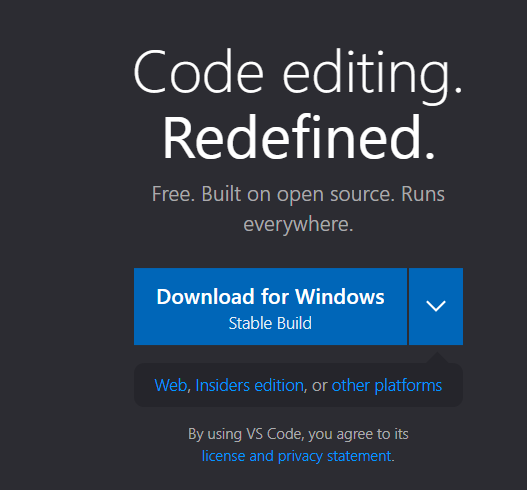 Code editing.
Redefined.
Free. Built on open source. Runs
everywhere.
Download for Windows
Stable Build
Web, Insiders edition, or other platforms
By using VS Code, you agree to its
license and privacy statement.